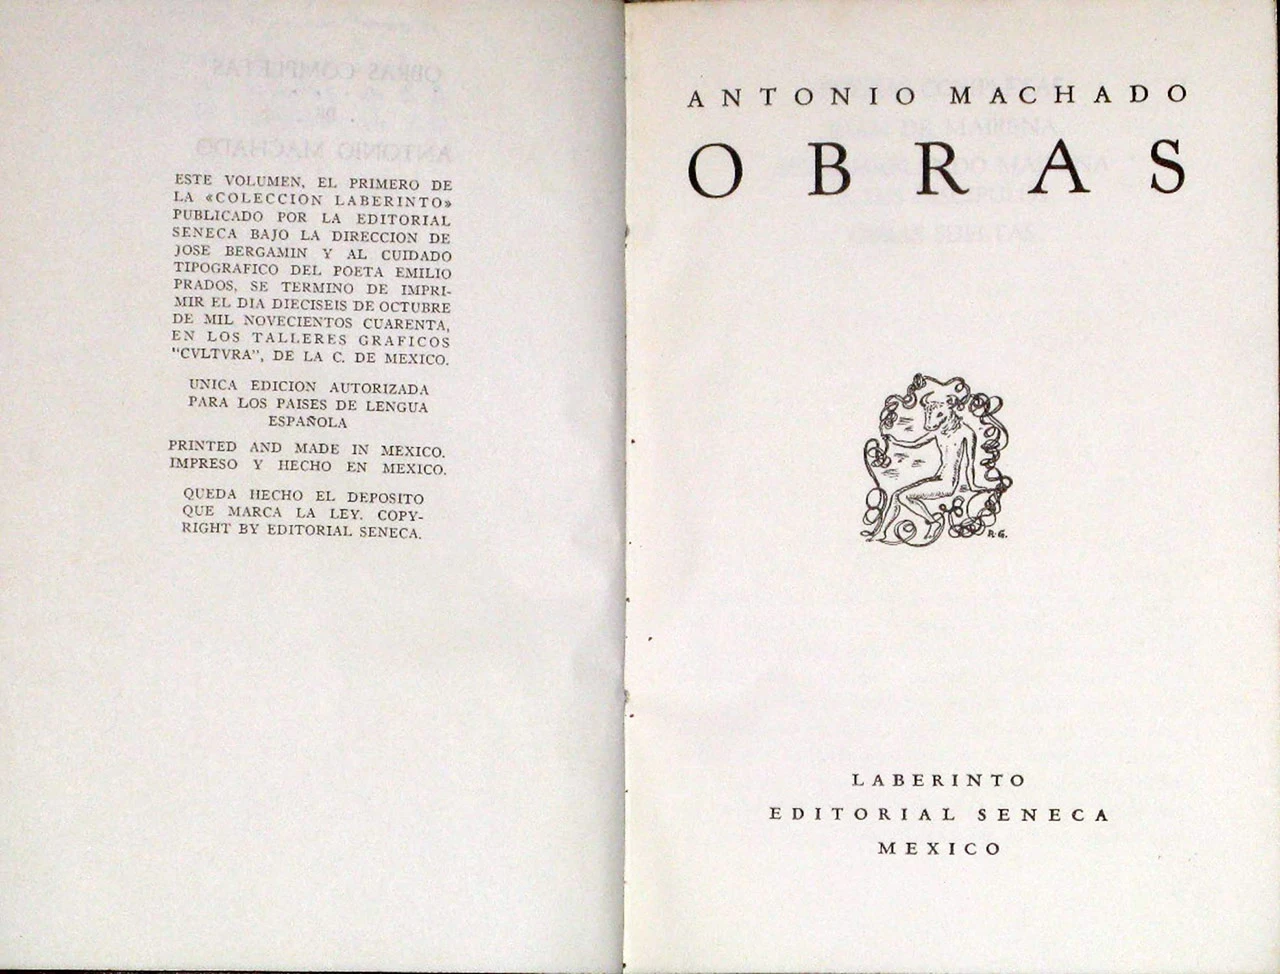 ESTE VOLUMEN, EL PRIMERO DE
LA «COLECCION LABERINTO»
PUBLICADO POR LA EDITORIAL
SENECA BAJO LA DIRECCION DE
JOSE BERGAMIN Y AL CUIDADO
TIPOGRAFICO DEL POETA EMILIO
PRADOS, SE TERMINO DE IMPRI-
MIR EL DIA DIECISEIS DE OCTUBRE
DE MIL NOVECIENTOS CUARENTA,
EN LOS TALLERES GRAFICOS
"CVLTVRA", DE LA C. DE MEXICO.
UNICA EDICION AUTORIZADA
PARA LOS PAISES DE LENGUA
ESPAÑOLA
PRINTED AND MADE IN MEXICO.
IMPRESO Y HECHO EN MEXICO.
QUEDA HECHO EL DEPOSITO
QUE MARCA LA LEY. COPY-
RIGHT BY EDITORIAL SENECA.
ANTONIO MACHADO
OBRAS
R.G.
LABERINTO
EDITORIAL SENECA
MEXICO